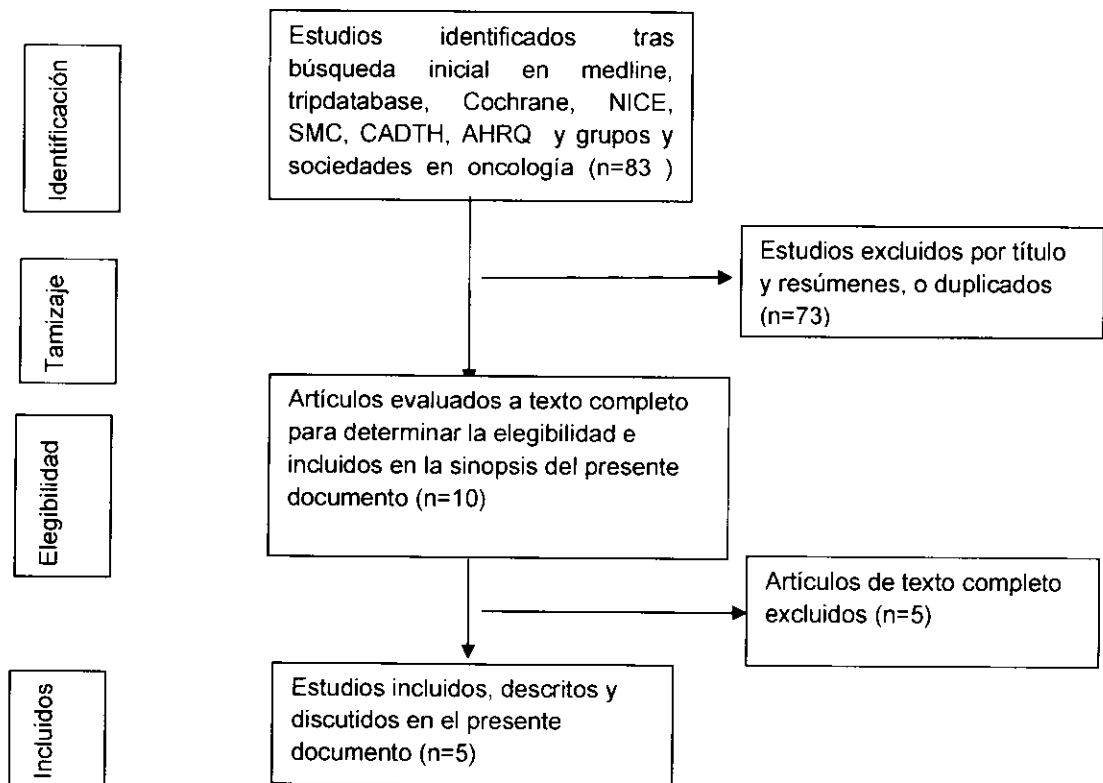 Identificación
Estudios identificados tras
búsqueda inicial en medline,
tripdatabase, Cochrane, NICE,
SMC, CADTH, AHRQ y grupos y
sociedades en oncología (n=83 )
Tamizaje
Estudios excluidos por título
y resúmenes, o duplicados
(n=73)
Elegibilidad
Artículos evaluados a texto completo
para determinar la elegibilidad e
incluidos en la sinopsis del presente
documento (n=10)
Artículos de texto completo
excluidos (n=5)
Incluidos
Estudios incluidos, descritos y
discutidos en el presente
documento (n=5)